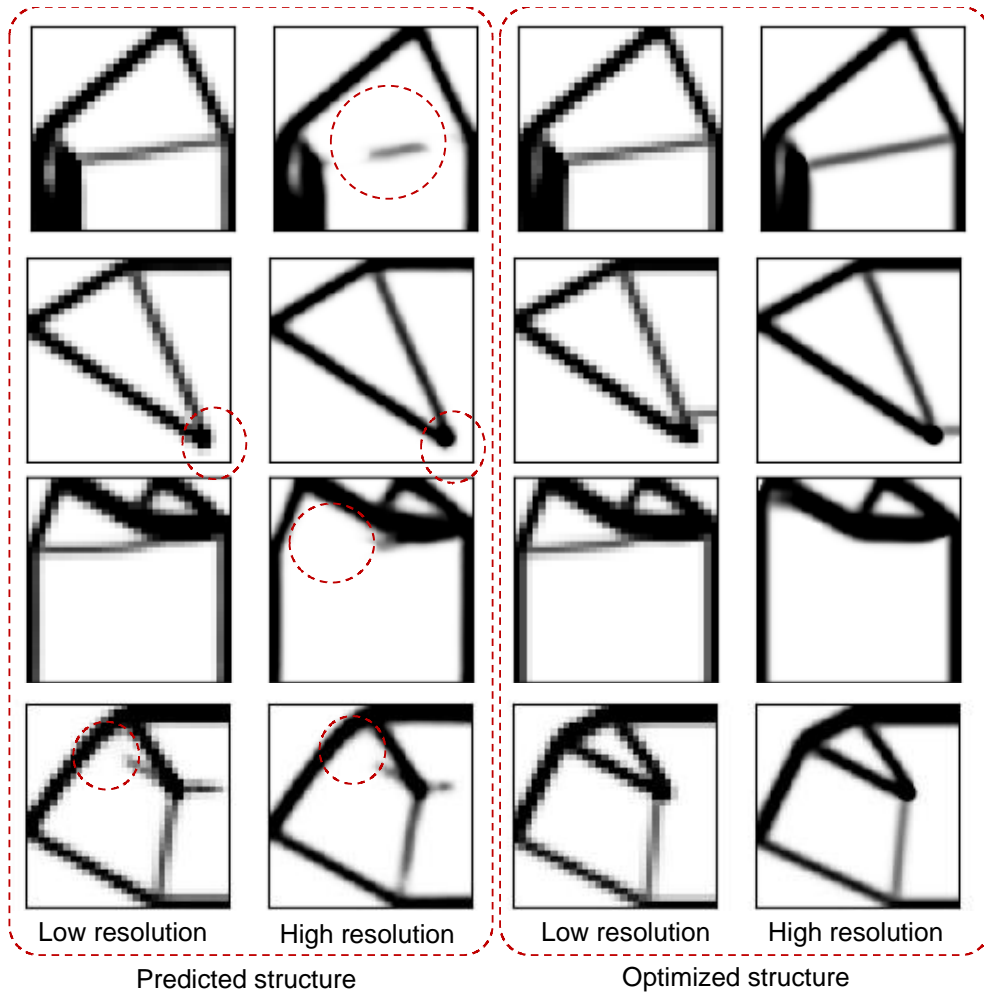 Low resolution
High resolution
Low resolution
High resolution
Predicted structure
Optimized structure